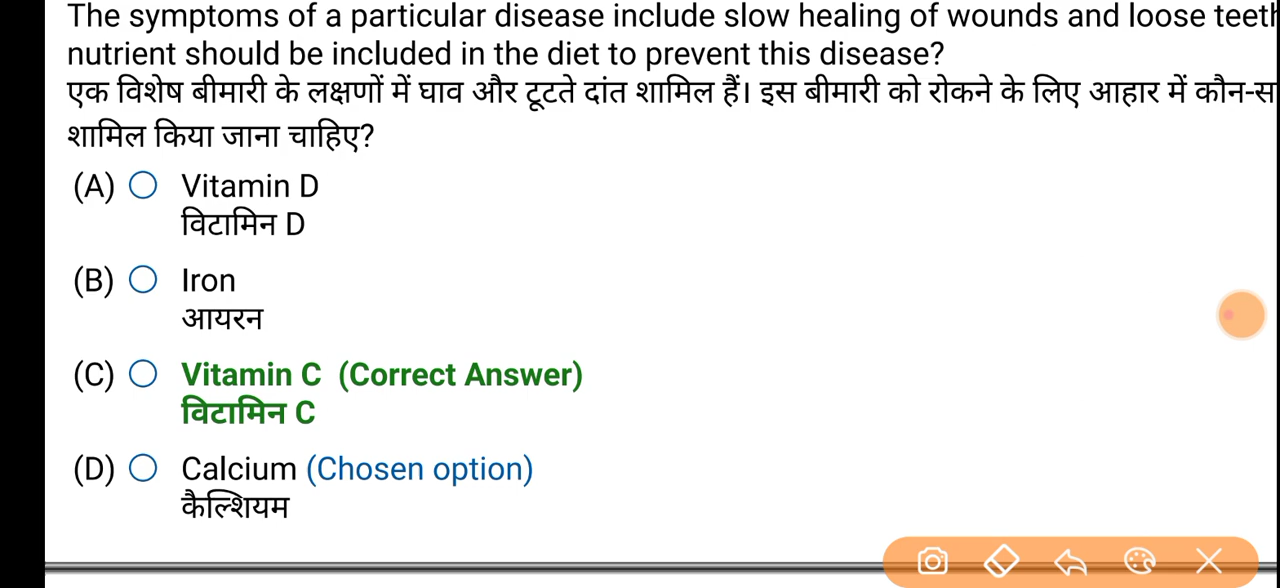 The symptoms of a particular disease include slow healing of wounds and loose teeth
nutrient should be included in the diet to prevent this disease?
एक विशेष बीमारी के लक्षणों में घाव और टूटते दांत शामिल हैं। इस बीमारी को रोकने के लिए आहार में कौन-सा
शामिल किया जाना चाहिए?
(A) Vitamin D
विटामिन D
(B) Iron
आयरन
(C) Vitamin C (Correct Answer)
विटामिन C
(D) Calcium (Chosen option)
कैल्शियम